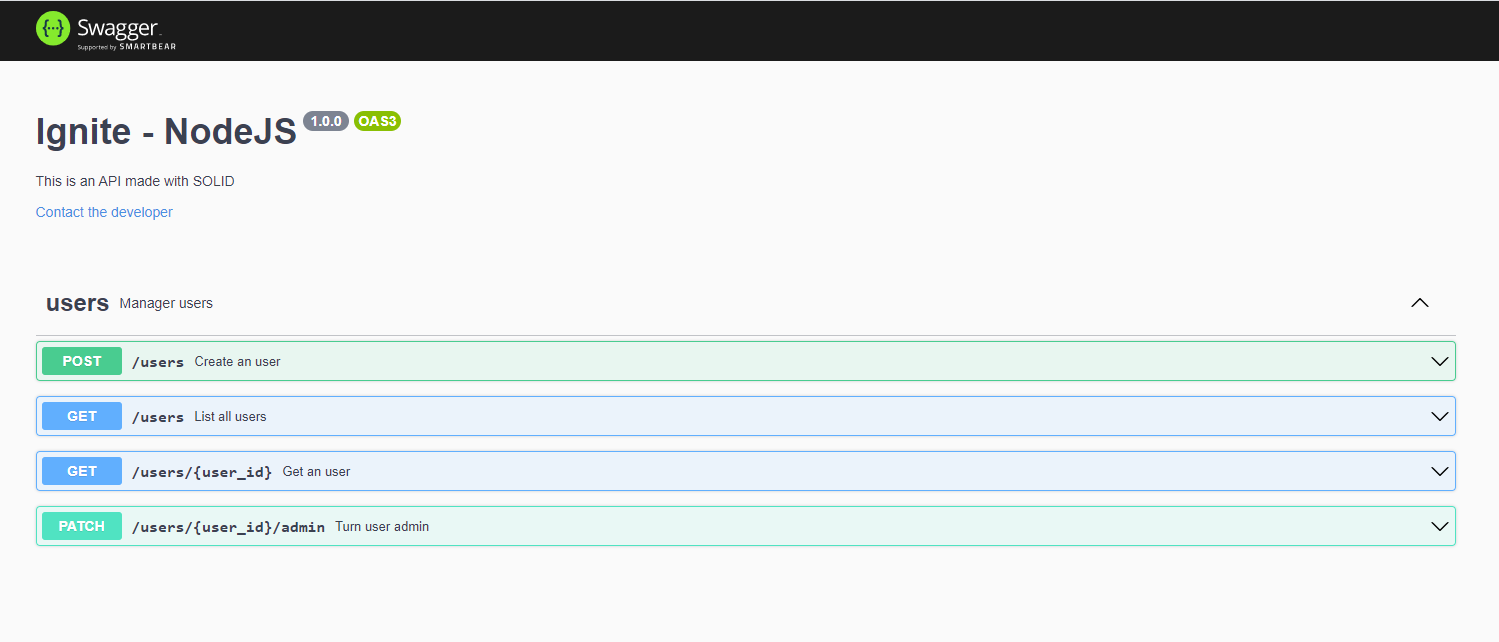 {··} Swagger.
Supported by SMARTBEAR
Ignite - NodeJS 1.0.0 OAS3
This is an API made with SOLID
Contact the developer
users Manager users
POST /users Create an user
GET /users List all users
GET /users/{user_id} Get an user
PATCH /users/{user_id}/admin Turn user admin